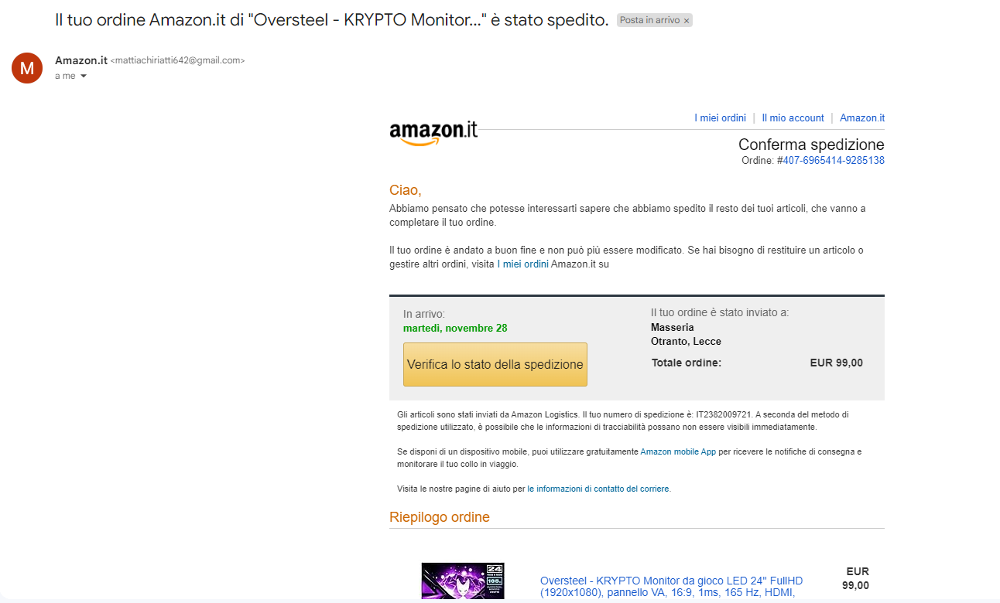 Il tuo ordine Amazon.it di "Oversteel - KRYPTO Monitor..." è stato spedito. Posta in arrivo ×
M
Amazon.it <mattiachiriatti642@gmail.com>
a me
I miei ordini | Il mio account | Amazon.it
amazon.it
Conferma spedizione
Ordine: #407-6965414-9285138
Ciao,
Abbiamo pensato che potesse interessarti sapere che abbiamo spedito il resto dei tuoi articoli, che vanno a
completare il tuo ordine.
Il tuo ordine è andato a buon fine e non può più essere modificato. Se hai bisogno di restituire un articolo o
gestire altri ordini, visita I miei ordini Amazon.it su
In arrivo:
martedì, novembre 28
Verifica lo stato della spedizione
Il tuo ordine è stato inviato a:
Masseria
Otranto, Lecce
Totale ordine: EUR 99,00
Gli articoli sono stati inviati da Amazon Logistics. Il tuo numero di spedizione è: IT2382009721. A seconda del metodo di
spedizione utilizzato, è possibile che le informazioni di tracciabilità possano non essere visibili immediatamente.
Se disponi di un dispositivo mobile, puoi utilizzare gratuitamente Amazon mobile App per ricevere le notifiche di consegna e
monitorare il tuo collo in viaggio.
Visita le nostre pagine di aiuto per le informazioni di contatto del corriere.
Riepilogo ordine
24
Oversteel - KRYPTO Monitor da gioco LED 24" FullHD
(1920x1080), pannello VA, 16:9, 1ms, 165 Hz, HDMI,
EUR
99,00